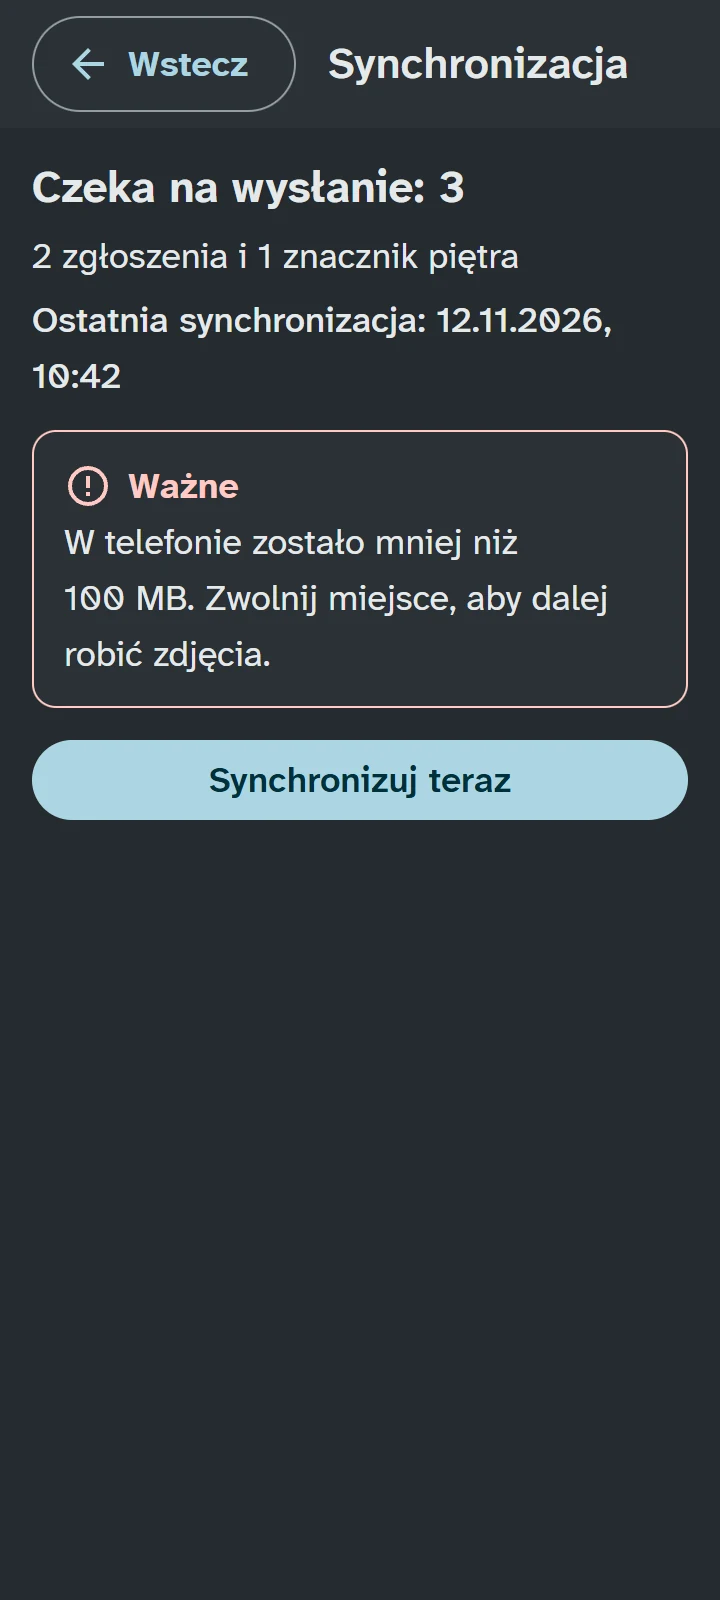 Wstecz
Synchronizacja
Czeka na wysłanie: 3
2 zgłoszenia i 1 znacznik piętra
Ostatnia synchronizacja: 12.11.2026,
10:42
Ważne
W telefonie zostało mniej niż
100 MB. Zwolnij miejsce, aby dalej
robić zdjęcia.
Synchronizuj teraz